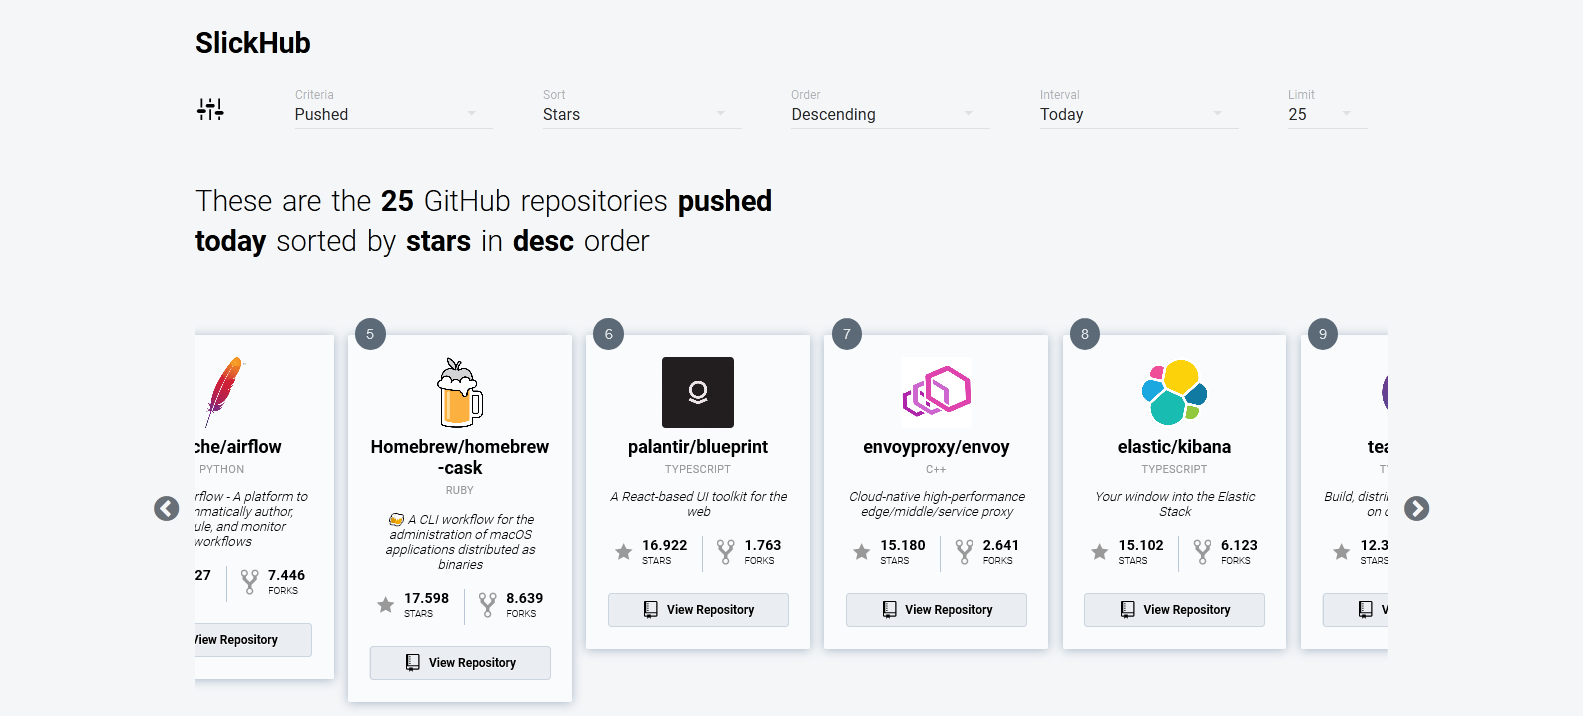 SlickHub
Criteria
Pushed
Sort
Stars
Order
Descending
Interval
Today
Limit
25
These are the 25 GitHub repositories pushed
today sorted by stars in desc order
che/airflow
PYTHON
rflow - A platform to
nmatically author,
ule, and monitor
workflows
27
7.446
FORKS
View Repository
5
Homebrew/homebrew
-cask
RUBY
🍻 A CLI workflow for the
administration of macOS
applications distributed as
binaries
17.598
STARS
8.639
FORKS
View Repository
6
palantir/blueprint
TYPESCRIPT
A React-based UI toolkit for the
web
16.922
STARS
1.763
FORKS
View Repository
7
envoyproxy/envoy
C++
Cloud-native high-performance
edge/middle/service proxy
15.180
STARS
2.641
FORKS
View Repository
8
elastic/kibana
TYPESCRIPT
Your window into the Elastic
Stack
15.102
STARS
6.123
FORKS
View Repository
9
tea
T
Build, distri
on c
12.3
STARS
V